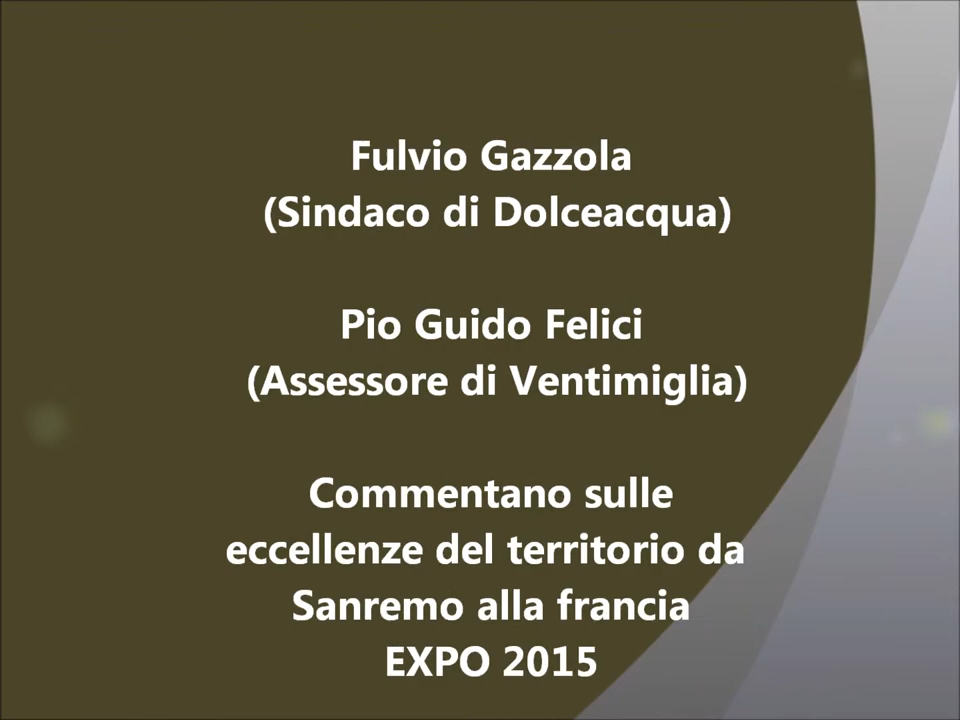 Fulvio Gazzola
(Sindaco di Dolceacqua)
Pio Guido Felici
(Assessore di Ventimiglia)
Commentano sulle
eccellenze del territorio da
Sanremo alla francia
EXPO 2015